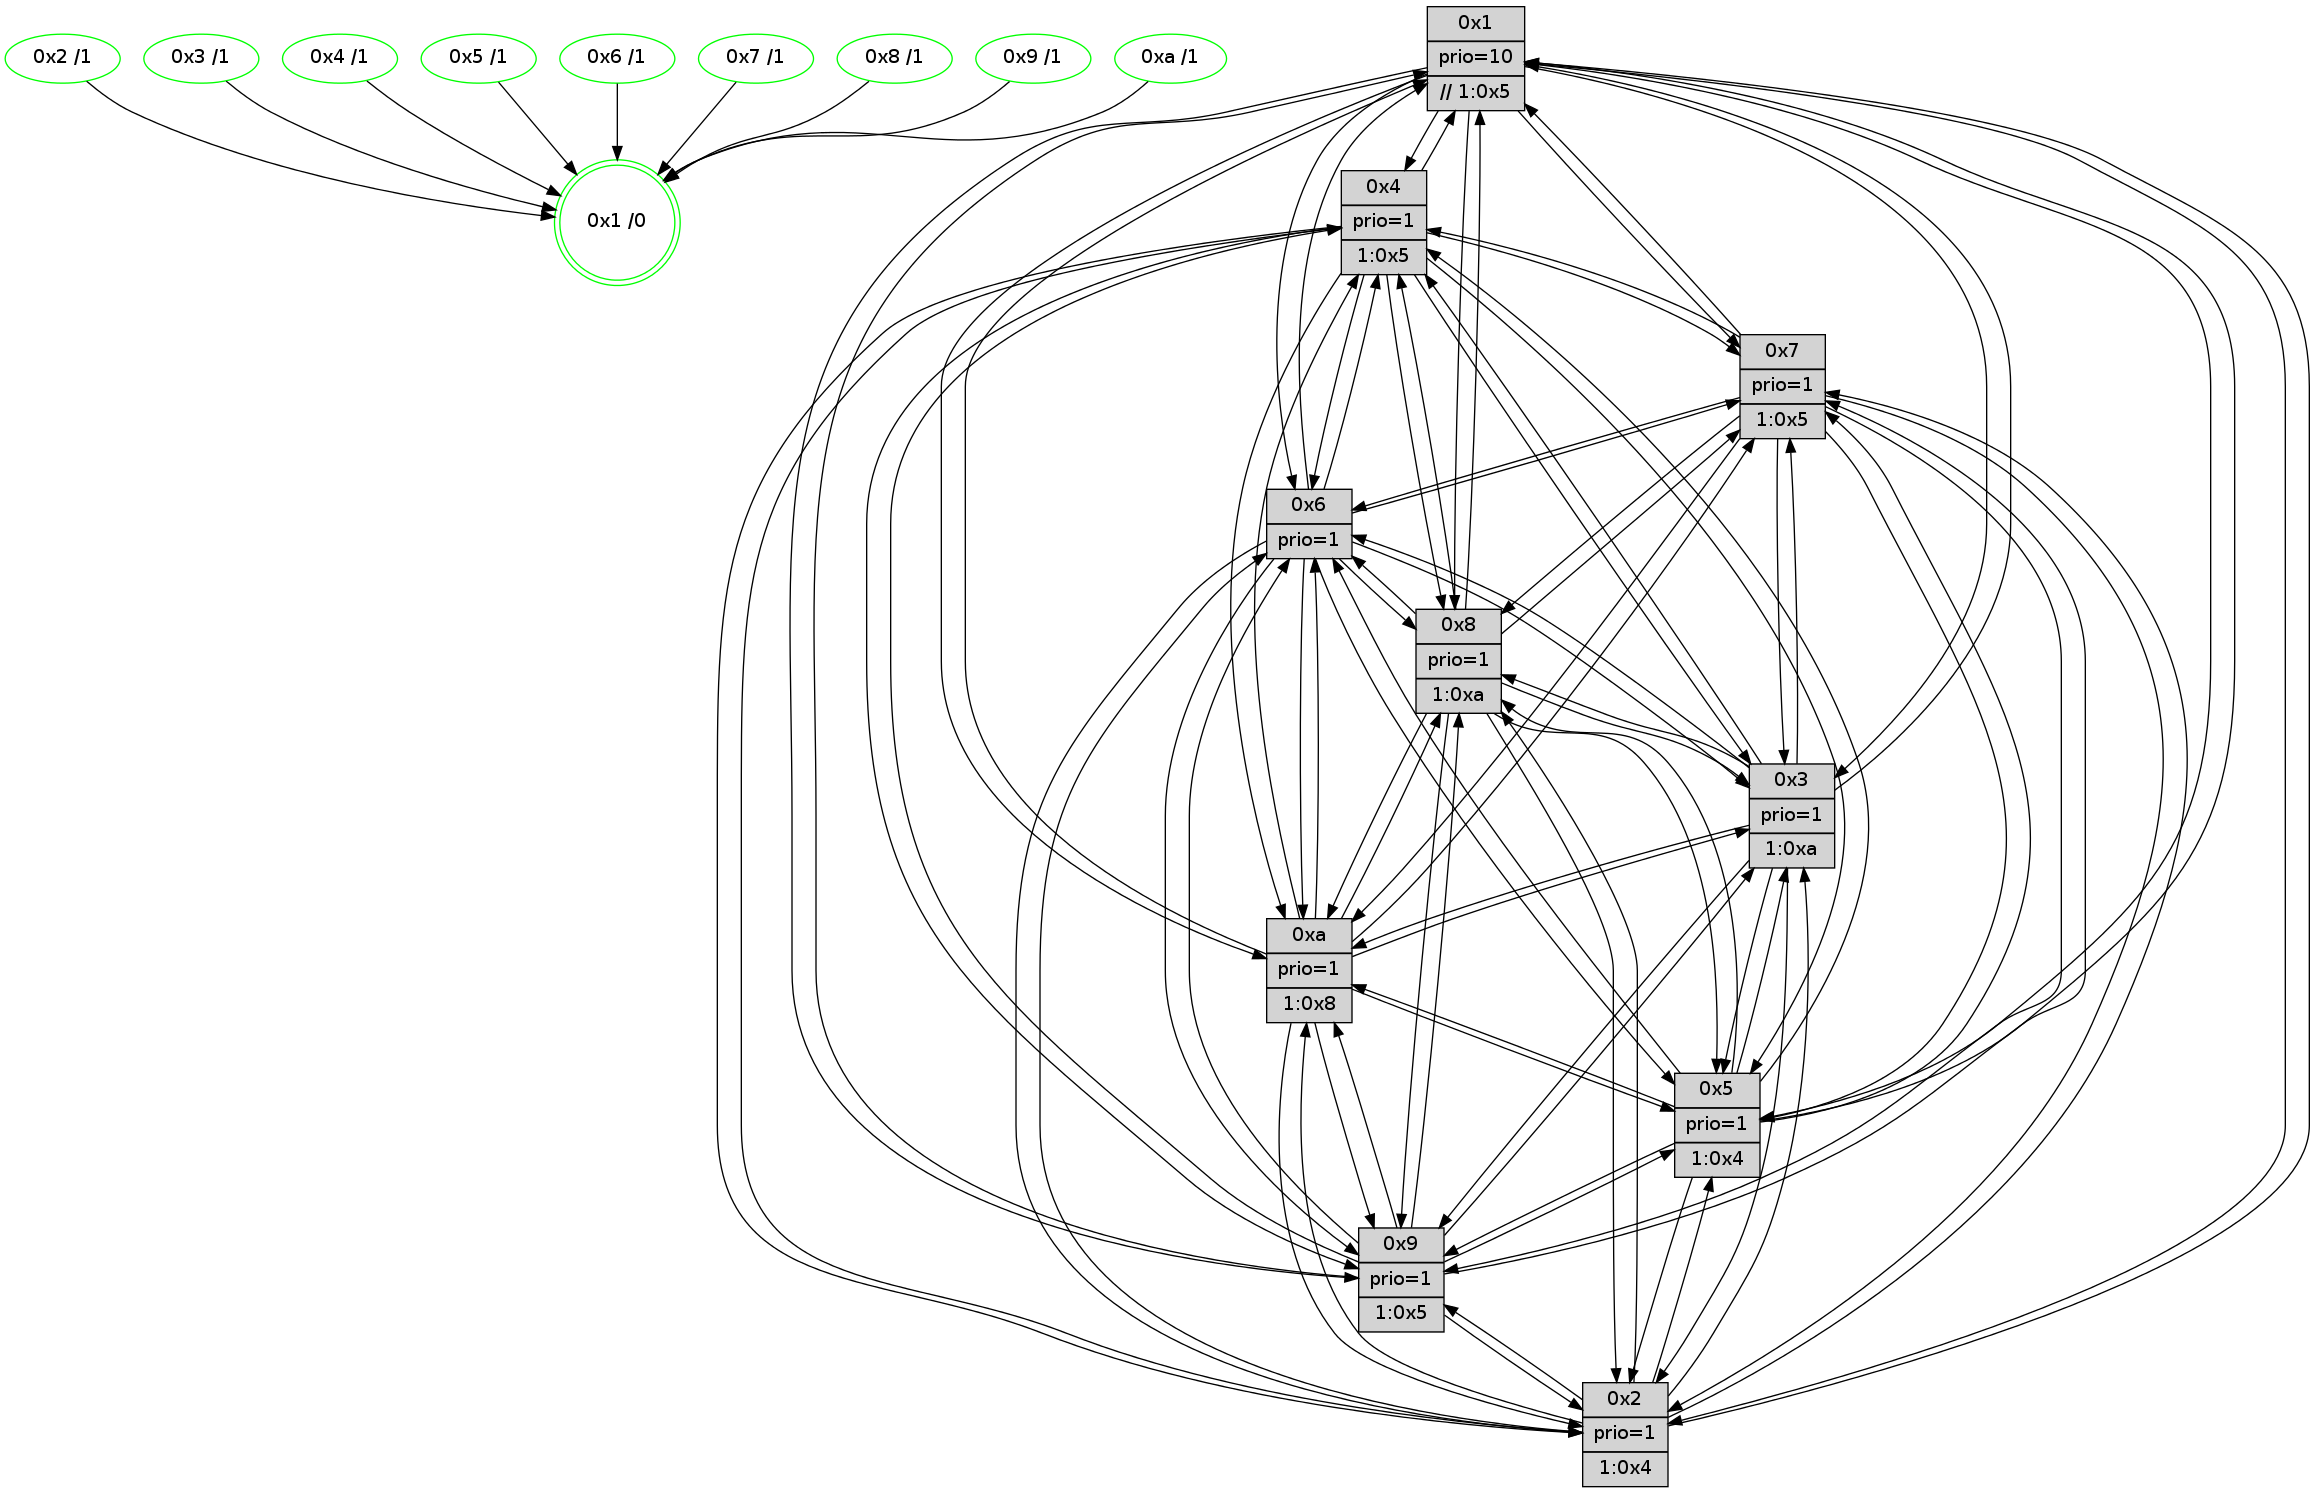 0x2 /1
0x3 /1
0x4 /1
0x5 /1
0x6 /1
0x7 /1
0x8 /1
0x9 /1
0xa /1
0x1 /0
0x1
prio=10
// 1:0x5
0x4
prio=1
1:0x5
0x7
prio=1
1:0x5
0x6
prio=1
0x8
prio=1
1:0xa
0x3
prio=1
1:0xa
0xa
prio=1
1:0x8
0x5
prio=1
1:0x4
0x9
prio=1
1:0x5
0x2
prio=1
1:0x4